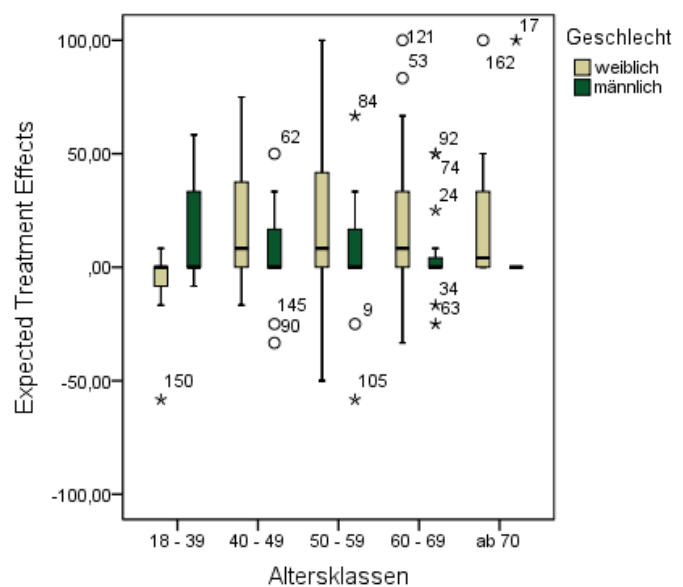 100,00
50,00
,00
-50,00
-100,00
Expected Treatment Effects
150
62
145
90
84
9
105
121
53
92
74
24
34
63
162
17
18 - 39
40 - 49
50 - 59
60 - 69
ab 70
Altersklassen
Geschlecht
weiblich
männlich